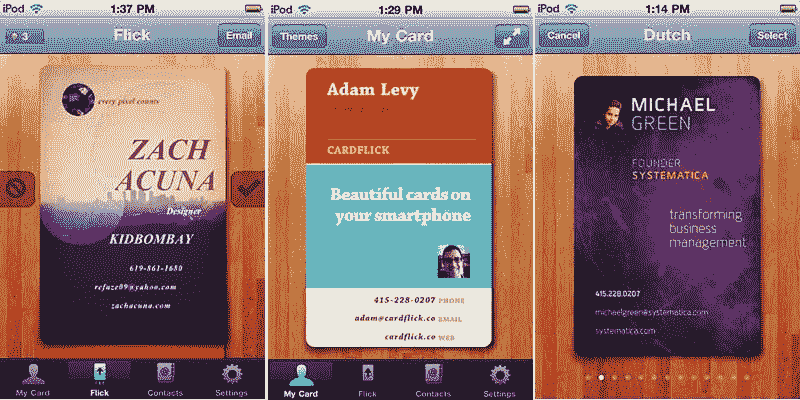 iPod 1:37 PM
3 Flick Email
every pixel counts
ZACH
ACUNA
Designer
KIDBOMBAY
619-861-1680
refuze09@yahoo.com
zachacuna.com
My Card Flick Contacts Settings
iPod 1:29 PM
Themes My Card
Adam Levy
CARDFLICK
Beautiful cards on
your smartphone
415-228-0207 PHONE
adam@cardflick.co EMAIL
cardflick.co WEB
My Card Flick Contacts Settings
iPod 1:14 PM
Cancel Dutch Select
MICHAEL
GREEN
FOUNDER
SYSTEMATICA
transforming
business
management
415.228.0207
michaelgreen@systematica.com
systematica.com